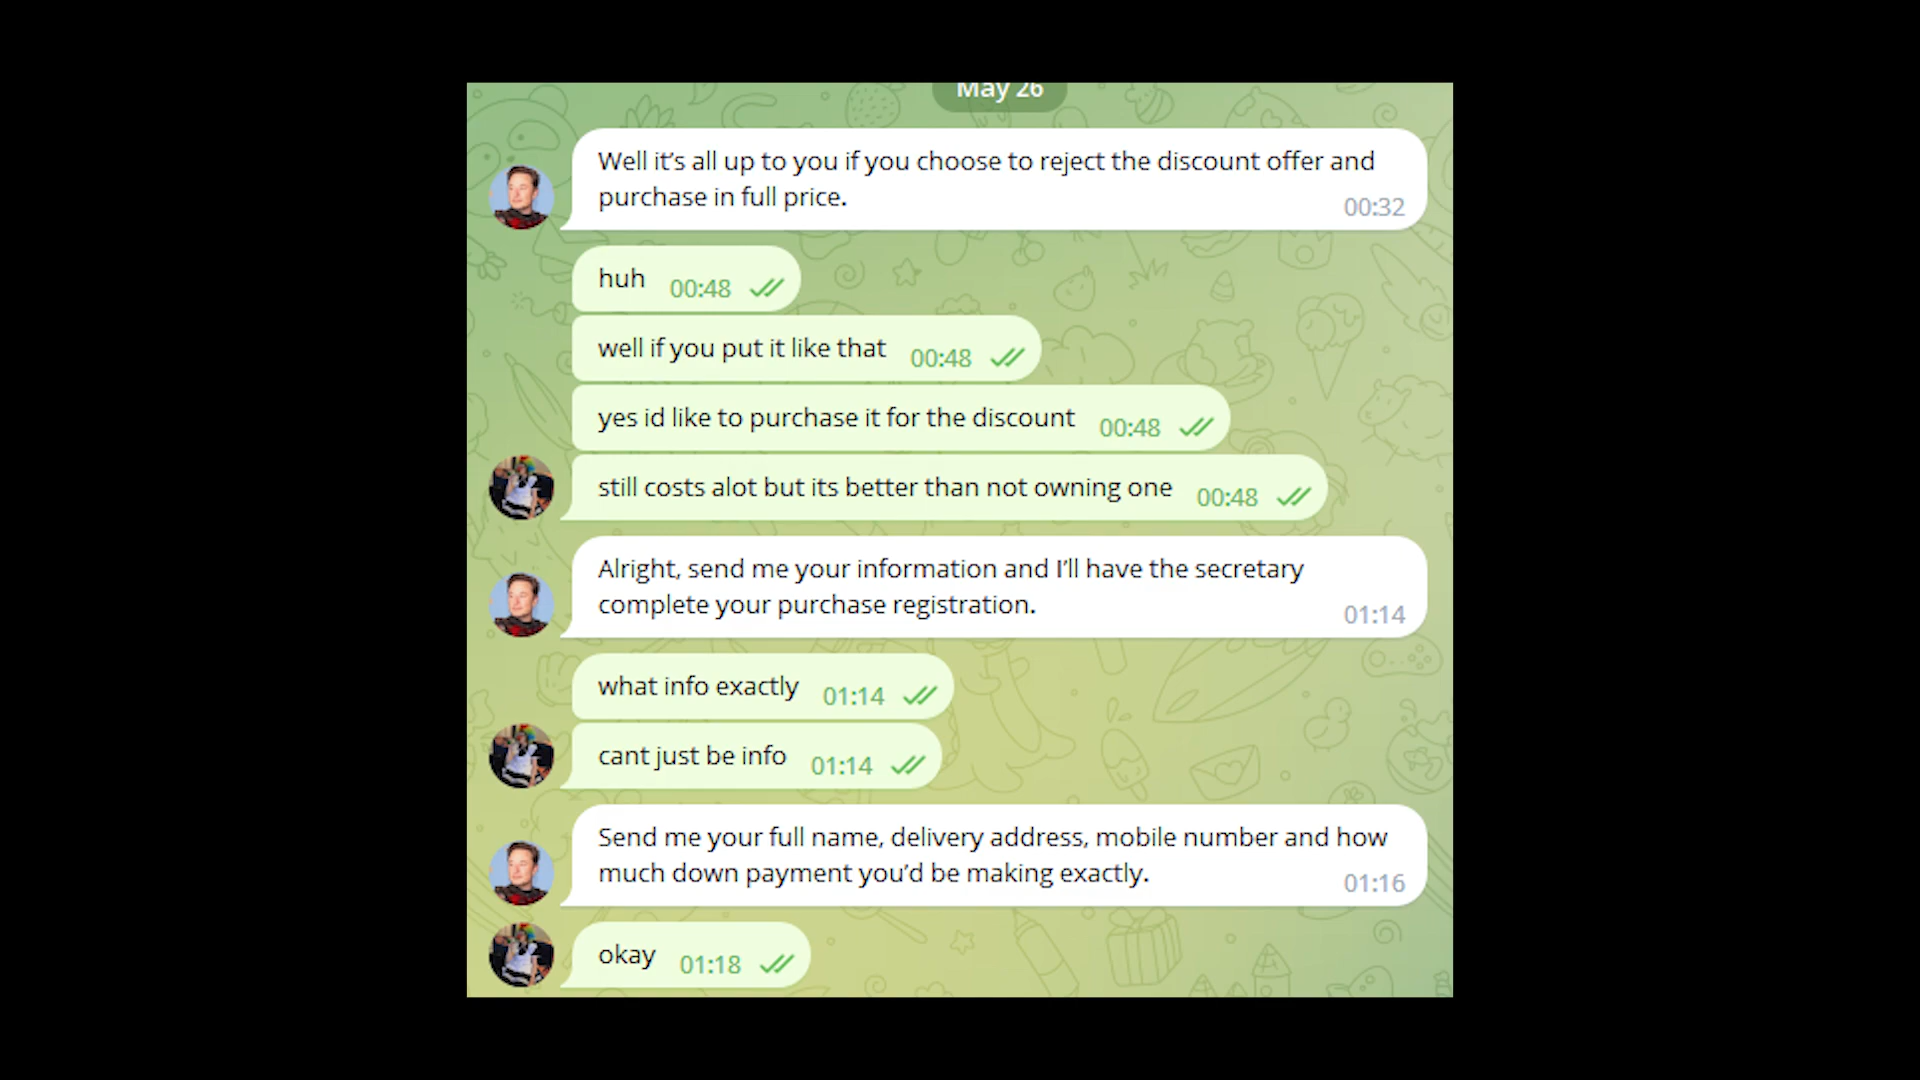 May 26
Well it's all up to you if you choose to reject the discount offer and
purchase in full price.
00:32
huh 00:48
well if you put it like that 00:48
yes id like to purchase it for the discount 00:48
still costs alot but its better than not owning one 00:48
Alright, send me your information and I'll have the secretary
complete your purchase registration.
01:14
what info exactly 01:14
cant just be info 01:14
Send me your full name, delivery address, mobile number and how
much down payment you'd be making exactly.
01:16
okay 01:18